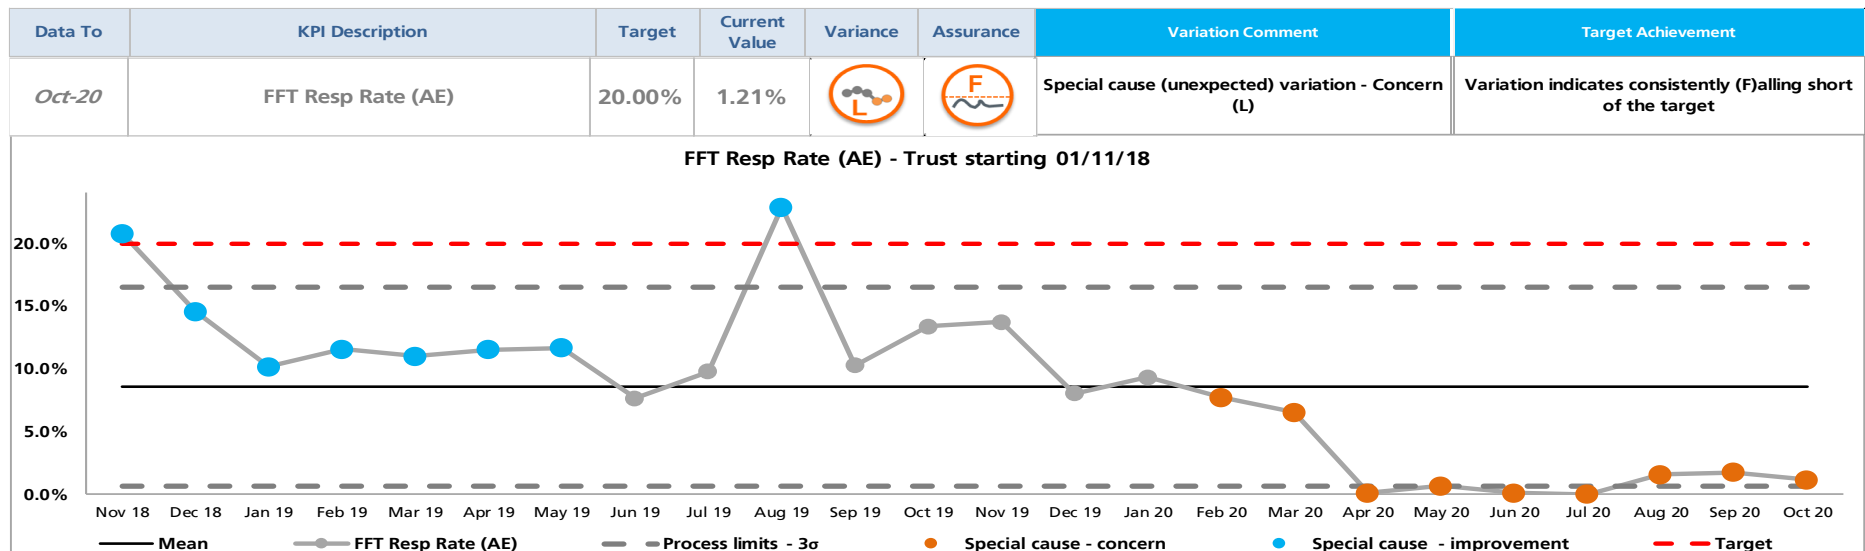 Data To KPI Description Target Current Value Variance Assurance Variation Comment Target Achievement
Oct-20 FFT Resp Rate (AE) 20.00% 1.21% L F Special cause (unexpected) variation - Concern (L) Variation indicates consistently (F)alling short of the target
FFT Resp Rate (AE) - Trust starting 01/11/18
20.0%
15.0%
10.0%
5.0%
0.0%
Nov 18 Dec 18 Jan 19 Feb 19 Mar 19 Apr 19 May 19 Jun 19 Jul 19 Aug 19 Sep 19 Oct 19 Nov 19 Dec 19 Jan 20 Feb 20 Mar 20 Apr 20 May 20 Jun 20 Jul 20 Aug 20 Sep 20 Oct 20
Mean FFT Resp Rate (AE) Process limits - 3σ Special cause - concern Special cause - improvement Target